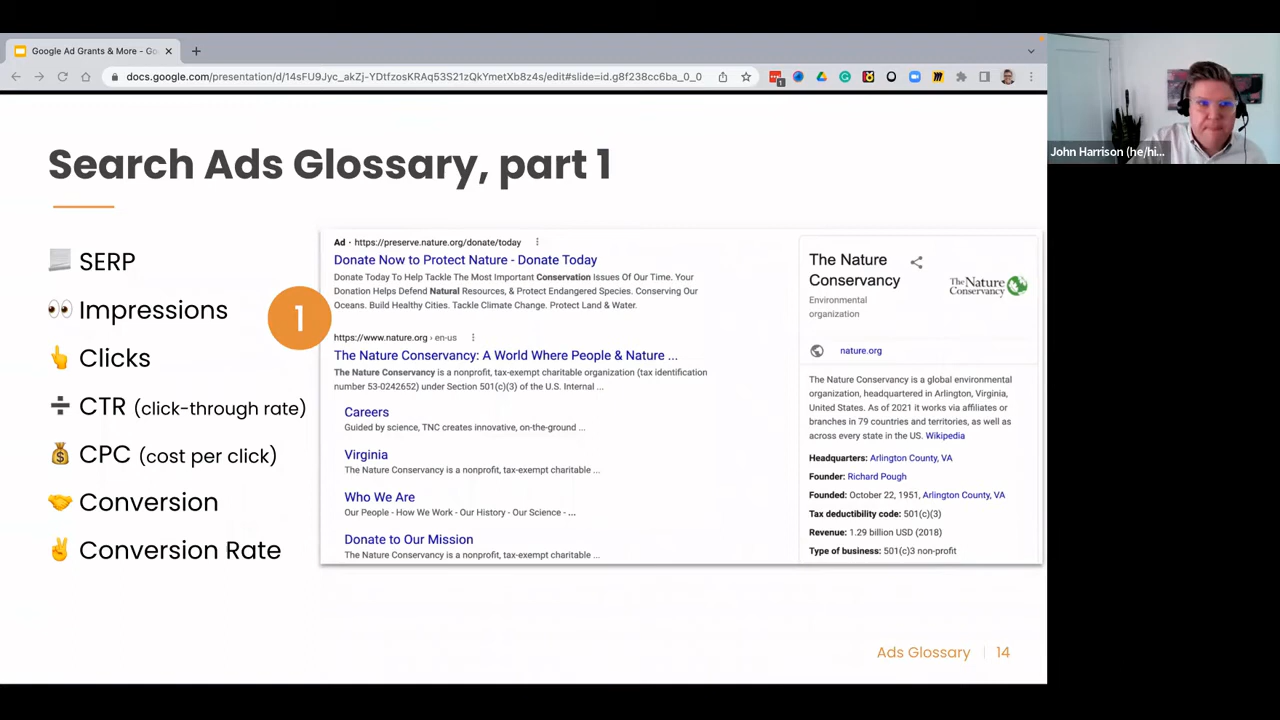 Google Ad Grants & More - Go
docs.google.com/presentation/d/14sFU9Jyc_akZj-YDtfzosKRAq53S21zQkYmetXb8z4s/edit#slide=id.g8f238cc6ba_0_0
John Harrison (he/hi...
Search Ads Glossary, part 1
SERP
Impressions
Clicks
CTR (click-through rate)
CPC (cost per click)
Conversion
Conversion Rate
1
Ad · https://preserve.nature.org/donate/today
Donate Now to Protect Nature - Donate Today
Donate Today To Help Tackle The Most Important Conservation Issues Of Our Time. Your
Donation Helps Defend Natural Resources, & Protect Endangered Species. Conserving Our
Oceans. Build Healthy Cities. Tackle Climate Change. Protect Land & Water.
https://www.nature.org › en-us
The Nature Conservancy: A World Where People & Nature ...
The Nature Conservancy is a nonprofit, tax-exempt charitable organization (tax identification
number 53-0242652) under Section 501(c)(3) of the U.S. Internal ...
Careers
Guided by science, TNC creates innovative, on-the-ground ...
Virginia
The Nature Conservancy is a nonprofit, tax-exempt charitable ...
Who We Are
Our People - How We Work - Our History - Our Science - ...
Donate to Our Mission
The Nature Conservancy is a nonprofit, tax-exempt charitable ...
The Nature
Conservancy
Environmental
organization
The Nature
Conservancy
nature.org
The Nature Conservancy is a global environmental
organization, headquartered in Arlington, Virginia,
United States. As of 2021 it works via affiliates or
branches in 79 countries and territories, as well as
across every state in the US. Wikipedia
Headquarters: Arlington County, VA
Founder: Richard Pough
Founded: October 22, 1951, Arlington County, VA
Tax deductibility code: 501(c)(3)
Revenue: 1.29 billion USD (2018)
Type of business: 501(c)3 non-profit
Ads Glossary | 14